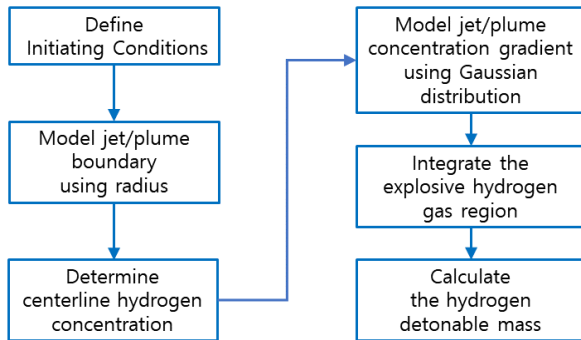 Define
Initiating Conditions
Model jet/plume
boundary
using radius
Determine
centerline hydrogen
concentration
Model jet/plume
concentration gradient
using Gaussian
distribution
Integrate the
explosive hydrogen
gas region
Calculate
the hydrogen
detonable mass